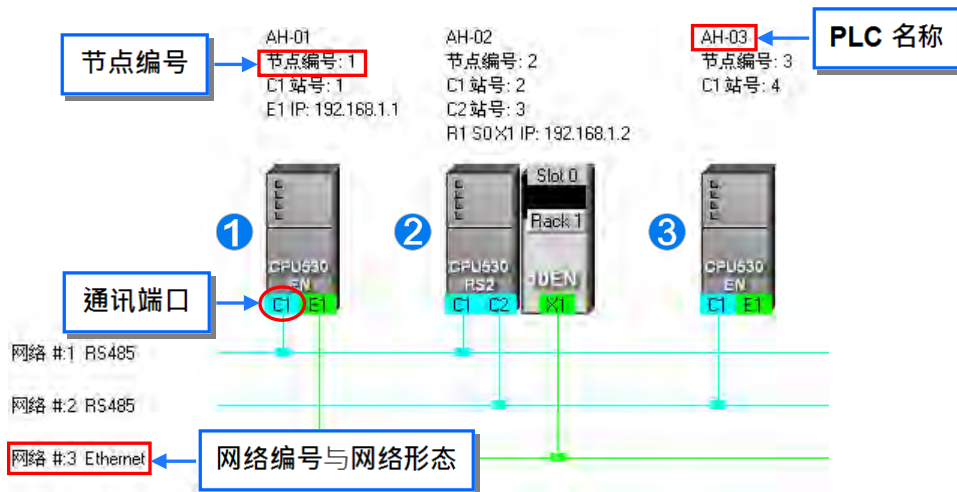 AH-01
节点编号: 1
C1 站号: 1
E1 IP: 192.168.1.1
AH-02
节点编号: 2
C1 站号: 2
C2 站号: 3
R1 S0 X1 IP: 192.168.1.2
AH-03
节点编号: 3
C1 站号: 4
节点编号
PLC 名称
1
CPU530
EN
C1 E1
2
CPU530
RS2
C1 C2
Slot 0
Rack 1
10EN
X1
3
CPU530
EN
C1 E1
通讯端口
网络 #:1 RS485
网络 #:2 RS485
网络 #:3 Ethernet
网络编号与网络形态